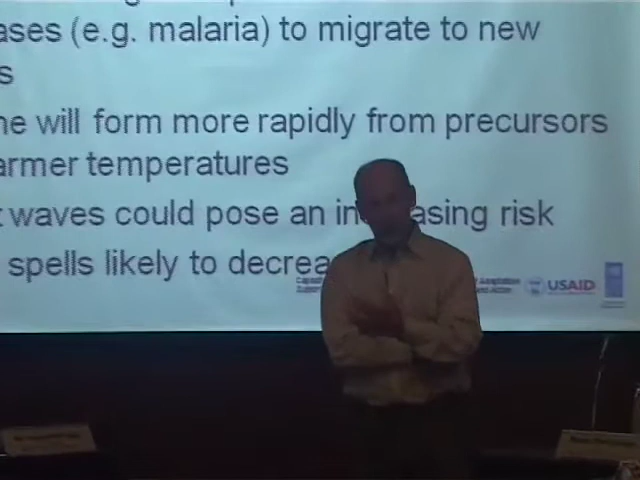 ases (e.g. malaria) to migrate to new
s
ne will form more rapidly from precursors
armer temperatures
t waves could pose an in asing risk
spells likely to decrea
USAID